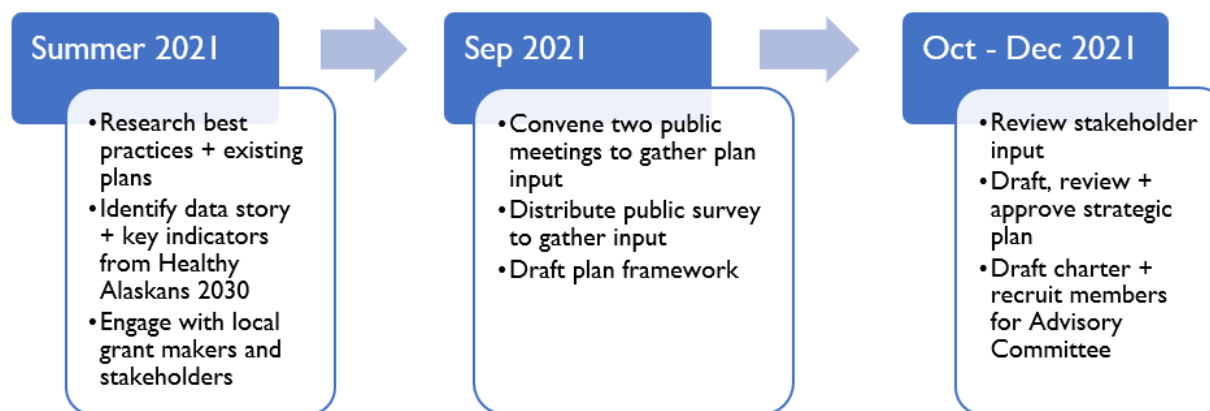 Summer 2021
•Research best
practices + existing
plans
•Identify data story
+ key indicators
from Healthy
Alaskans 2030
•Engage with local
grant makers and
stakeholders
Sep 2021
•Convene two public
meetings to gather plan
input
•Distribute public survey
to gather input
•Draft plan framework
Oct - Dec 2021
•Review stakeholder
input
•Draft, review +
approve strategic
plan
•Draft charter +
recruit members
for Advisory
Committee